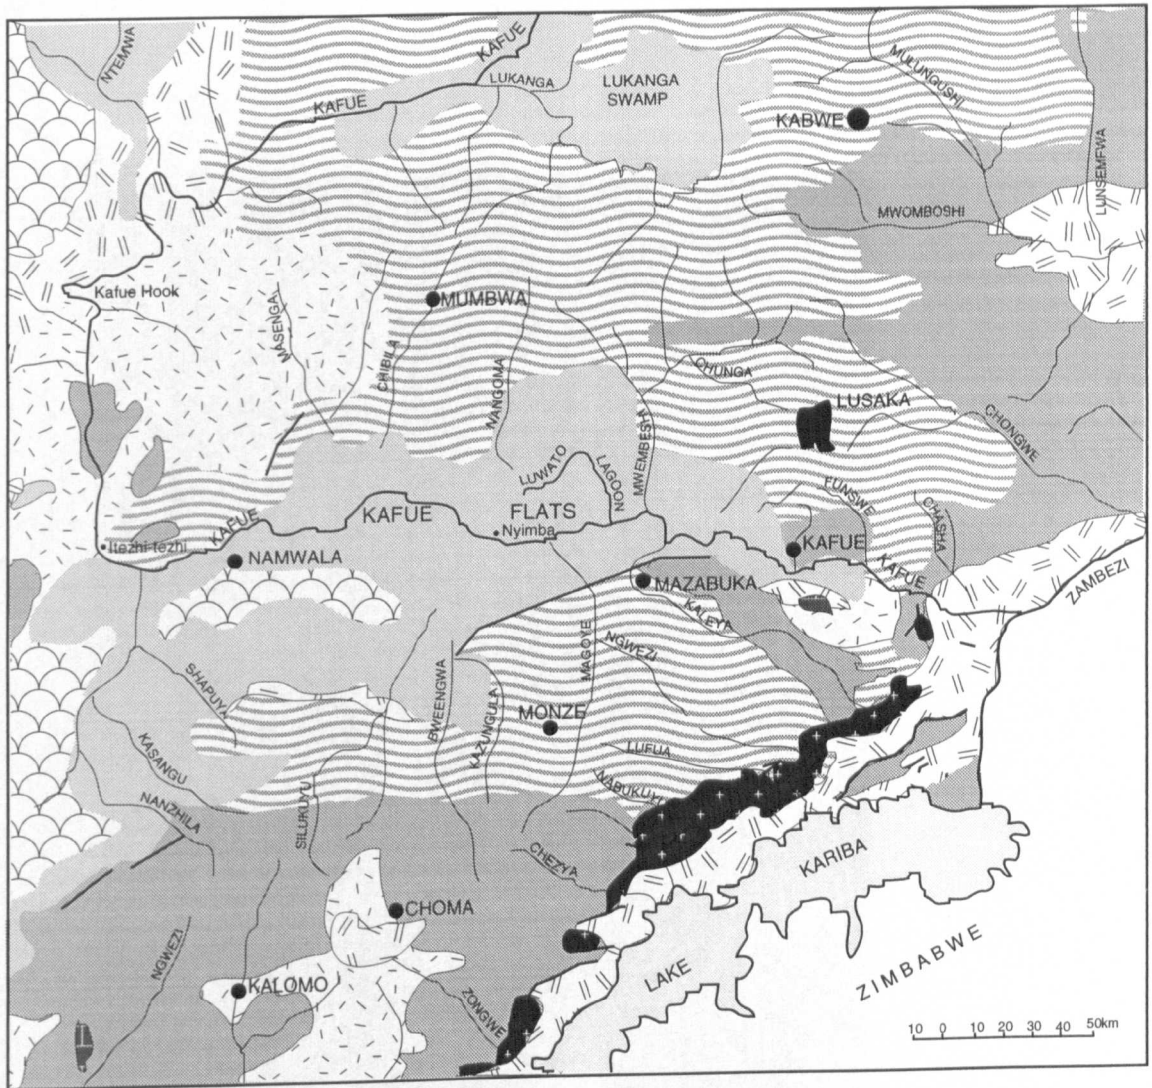 NTEMWA
KAFUE
LUKANGA
LUKANGA
SWAMP
KAFUE
MULUNGUSHI
KABWE
LUNSEMFWA
MWOMBOSHI
Kafue Hook
MASENGA
MUMBWA
CHIBILA
NANGOMA
CHUNGA
LUSAKA
CHONGWE
MWEMBESHI
LUWATO
LAGOON
FUNSWE
CHASHA
KAFUE
KAFUE
FLATS
Nyimba
Itezhi-tezhi
NAMWALA
KAFUE
KAFUE
ZAMBEZI
MAZABUKA
KALEYA
MAGOYE
NGWEZI
SHAPUYA
BWEENGWA
KAZUNGULA
MONZE
KASANGU
LUFUA
NABUKUYU
NANZHILA
SILUKUYU
CHEZYA
KARIBA
CHOMA
NGWEZI
ZIMBABWE
LAKE
KALOMO
ZONGWE
10 0 10 20 30 40 50km